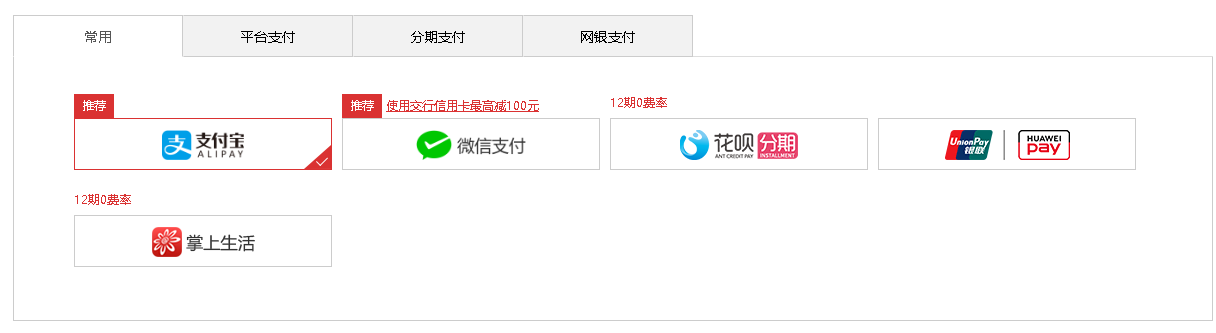 常用 平台支付 分期支付 网银支付
推荐
推荐 使用交行信用卡最高减100元
12期0费率
支付宝
ALIPAY
微信支付
花呗分期
ANT CREDIT PAY INSTALLMENT
UnionPay
银联
HUAWEI
pay
12期0费率
掌上生活